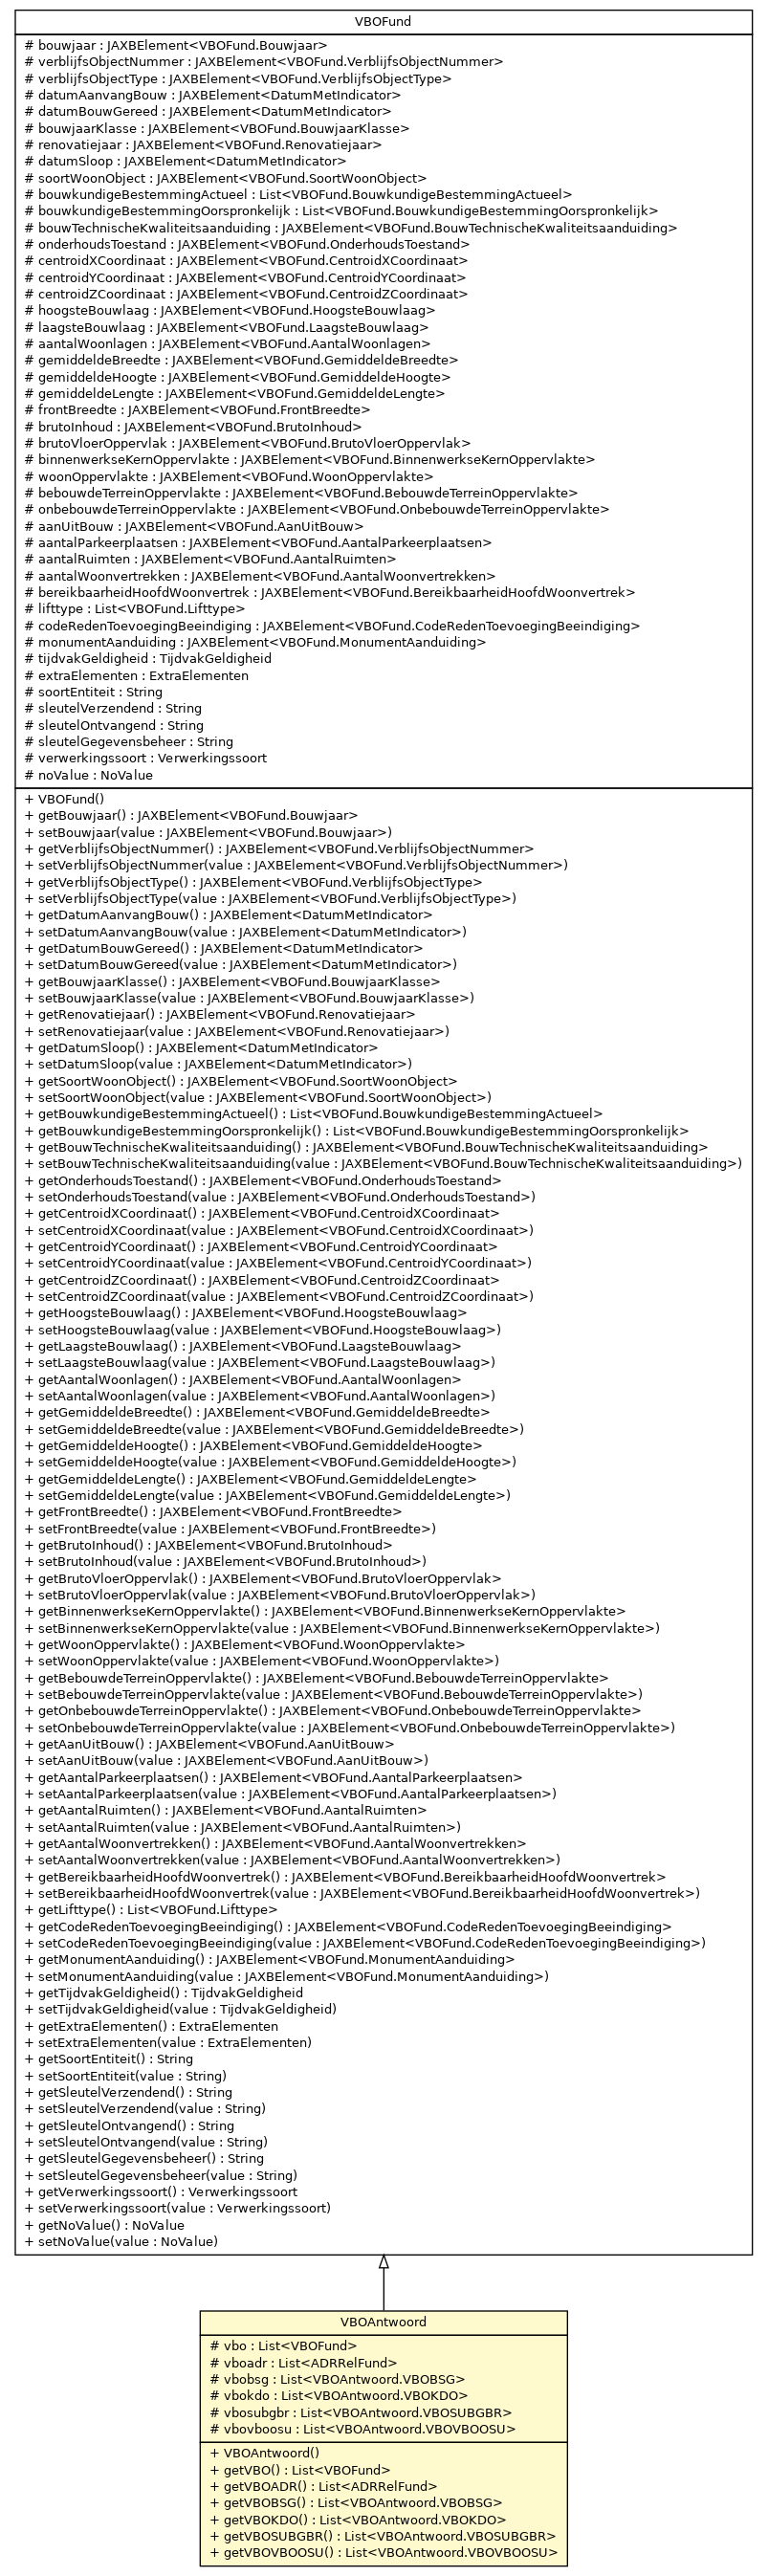 VBOFund
# bouwjaar : JAXBElement<VBOFund.Bouwjaar>
# verblijfsObjectNummer : JAXBElement<VBOFund.VerblijfsObjectNummer>
# verblijfsObjectType : JAXBElement<VBOFund.VerblijfsObjectType>
# datumAanvangBouw : JAXBElement<DatumMetIndicator>
# datumBouwGereed : JAXBElement<DatumMetIndicator>
# bouwjaarKlasse : JAXBElement<VBOFund.BouwjaarKlasse>
# renovatiejaar : JAXBElement<VBOFund.Renovatiejaar>
# datumSloop : JAXBElement<DatumMetIndicator>
# soortWoonObject : JAXBElement<VBOFund.SoortWoonObject>
# bouwkundigeBestemmingActueel : List<VBOFund.BouwkundigeBestemmingActueel>
# bouwkundigeBestemmingOorspronkelijk : List<VBOFund.BouwkundigeBestemmingOorspronkelijk>
# bouwTechnischeKwaliteitsaanduiding : JAXBElement<VBOFund.BouwTechnischeKwaliteitsaanduiding>
# onderhoudsToestand : JAXBElement<VBOFund.OnderhoudsToestand>
# centroidXCoordinaat : JAXBElement<VBOFund.CentroidXCoordinaat>
# centroidYCoordinaat : JAXBElement<VBOFund.CentroidYCoordinaat>
# centroidZCoordinaat : JAXBElement<VBOFund.CentroidZCoordinaat>
# hoogsteBouwlaag : JAXBElement<VBOFund.HoogsteBouwlaag>
# laagsteBouwlaag : JAXBElement<VBOFund.LaagsteBouwlaag>
# aantalWoonlagen : JAXBElement<VBOFund.AantalWoonlagen>
# gemiddeldeBreedte : JAXBElement<VBOFund.GemiddeldeBreedte>
# gemiddeldeHoogte : JAXBElement<VBOFund.GemiddeldeHoogte>
# gemiddeldeLengte : JAXBElement<VBOFund.GemiddeldeLengte>
# frontBreedte : JAXBElement<VBOFund.FrontBreedte>
# brutoInhoud : JAXBElement<VBOFund.BrutoInhoud>
# brutoVloerOppervlak : JAXBElement<VBOFund.BrutoVloerOppervlak>
# binnenwerkseKernOppervlakte : JAXBElement<VBOFund.BinnenwerkseKernOppervlakte>
# woonOppervlakte : JAXBElement<VBOFund.WoonOppervlakte>
# bebouwdeTerreinOppervlakte : JAXBElement<VBOFund.BebouwdeTerreinOppervlakte>
# onbebouwdeTerreinOppervlakte : JAXBElement<VBOFund.OnbebouwdeTerreinOppervlakte>
# aanUitBouw : JAXBElement<VBOFund.AanUitBouw>
# aantalParkeerplaatsen : JAXBElement<VBOFund.AantalParkeerplaatsen>
# aantalRuimten : JAXBElement<VBOFund.AantalRuimten>
# aantalWoonvertrekken : JAXBElement<VBOFund.AantalWoonvertrekken>
# bereikbaarheidHoofdWoonvertrek : JAXBElement<VBOFund.BereikbaarheidHoofdWoonvertrek>
# lifttype : List<VBOFund.Lifttype>
# codeRedenToevoegingBeeindiging : JAXBElement<VBOFund.CodeRedenToevoegingBeeindiging>
# monumentAanduiding : JAXBElement<VBOFund.MonumentAanduiding>
# tijdvakGeldigheid : TijdvakGeldigheid
# extraElementen : ExtraElementen
# soortEntiteit : String
# sleutelVerzendend : String
# sleutelOntvangend : String
# sleutelGegevensbeheer : String
# verwerkingssoort : Verwerkingssoort
# noValue : NoValue
+ VBOFund()
+ getBouwjaar() : JAXBElement<VBOFund.Bouwjaar>
+ setBouwjaar(value : JAXBElement<VBOFund.Bouwjaar>)
+ getVerblijfsObjectNummer() : JAXBElement<VBOFund.VerblijfsObjectNummer>
+ setVerblijfsObjectNummer(value : JAXBElement<VBOFund.VerblijfsObjectNummer>)
+ getVerblijfsObjectType() : JAXBElement<VBOFund.VerblijfsObjectType>
+ setVerblijfsObjectType(value : JAXBElement<VBOFund.VerblijfsObjectType>)
+ getDatumAanvangBouw() : JAXBElement<DatumMetIndicator>
+ setDatumAanvangBouw(value : JAXBElement<DatumMetIndicator>)
+ getDatumBouwGereed() : JAXBElement<DatumMetIndicator>
+ setDatumBouwGereed(value : JAXBElement<DatumMetIndicator>)
+ getBouwjaarKlasse() : JAXBElement<VBOFund.BouwjaarKlasse>
+ setBouwjaarKlasse(value : JAXBElement<VBOFund.BouwjaarKlasse>)
+ getRenovatiejaar() : JAXBElement<VBOFund.Renovatiejaar>
+ setRenovatiejaar(value : JAXBElement<VBOFund.Renovatiejaar>)
+ getDatumSloop() : JAXBElement<DatumMetIndicator>
+ setDatumSloop(value : JAXBElement<DatumMetIndicator>)
+ getSoortWoonObject() : JAXBElement<VBOFund.SoortWoonObject>
+ setSoortWoonObject(value : JAXBElement<VBOFund.SoortWoonObject>)
+ getBouwkundigeBestemmingActueel() : List<VBOFund.BouwkundigeBestemmingActueel>
+ getBouwkundigeBestemmingOorspronkelijk() : List<VBOFund.BouwkundigeBestemmingOorspronkelijk>
+ getBouwTechnischeKwaliteitsaanduiding() : JAXBElement<VBOFund.BouwTechnischeKwaliteitsaanduiding>
+ setBouwTechnischeKwaliteitsaanduiding(value : JAXBElement<VBOFund.BouwTechnischeKwaliteitsaanduiding>)
+ getOnderhoudsToestand() : JAXBElement<VBOFund.OnderhoudsToestand>
+ setOnderhoudsToestand(value : JAXBElement<VBOFund.OnderhoudsToestand>)
+ getCentroidXCoordinaat() : JAXBElement<VBOFund.CentroidXCoordinaat>
+ setCentroidXCoordinaat(value : JAXBElement<VBOFund.CentroidXCoordinaat>)
+ getCentroidYCoordinaat() : JAXBElement<VBOFund.CentroidYCoordinaat>
+ setCentroidYCoordinaat(value : JAXBElement<VBOFund.CentroidYCoordinaat>)
+ getCentroidZCoordinaat() : JAXBElement<VBOFund.CentroidZCoordinaat>
+ setCentroidZCoordinaat(value : JAXBElement<VBOFund.CentroidZCoordinaat>)
+ getHoogsteBouwlaag() : JAXBElement<VBOFund.HoogsteBouwlaag>
+ setHoogsteBouwlaag(value : JAXBElement<VBOFund.HoogsteBouwlaag>)
+ getLaagsteBouwlaag() : JAXBElement<VBOFund.LaagsteBouwlaag>
+ setLaagsteBouwlaag(value : JAXBElement<VBOFund.LaagsteBouwlaag>)
+ getAantalWoonlagen() : JAXBElement<VBOFund.AantalWoonlagen>
+ setAantalWoonlagen(value : JAXBElement<VBOFund.AantalWoonlagen>)
+ getGemiddeldeBreedte() : JAXBElement<VBOFund.GemiddeldeBreedte>
+ setGemiddeldeBreedte(value : JAXBElement<VBOFund.GemiddeldeBreedte>)
+ getGemiddeldeHoogte() : JAXBElement<VBOFund.GemiddeldeHoogte>
+ setGemiddeldeHoogte(value : JAXBElement<VBOFund.GemiddeldeHoogte>)
+ getGemiddeldeLengte() : JAXBElement<VBOFund.GemiddeldeLengte>
+ setGemiddeldeLengte(value : JAXBElement<VBOFund.GemiddeldeLengte>)
+ getFrontBreedte() : JAXBElement<VBOFund.FrontBreedte>
+ setFrontBreedte(value : JAXBElement<VBOFund.FrontBreedte>)
+ getBrutoInhoud() : JAXBElement<VBOFund.BrutoInhoud>
+ setBrutoInhoud(value : JAXBElement<VBOFund.BrutoInhoud>)
+ getBrutoVloerOppervlak() : JAXBElement<VBOFund.BrutoVloerOppervlak>
+ setBrutoVloerOppervlak(value : JAXBElement<VBOFund.BrutoVloerOppervlak>)
+ getBinnenwerkseKernOppervlakte() : JAXBElement<VBOFund.BinnenwerkseKernOppervlakte>
+ setBinnenwerkseKernOppervlakte(value : JAXBElement<VBOFund.BinnenwerkseKernOppervlakte>)
+ getWoonOppervlakte() : JAXBElement<VBOFund.WoonOppervlakte>
+ setWoonOppervlakte(value : JAXBElement<VBOFund.WoonOppervlakte>)
+ getBebouwdeTerreinOppervlakte() : JAXBElement<VBOFund.BebouwdeTerreinOppervlakte>
+ setBebouwdeTerreinOppervlakte(value : JAXBElement<VBOFund.BebouwdeTerreinOppervlakte>)
+ getOnbebouwdeTerreinOppervlakte() : JAXBElement<VBOFund.OnbebouwdeTerreinOppervlakte>
+ setOnbebouwdeTerreinOppervlakte(value : JAXBElement<VBOFund.OnbebouwdeTerreinOppervlakte>)
+ getAanUitBouw() : JAXBElement<VBOFund.AanUitBouw>
+ setAanUitBouw(value : JAXBElement<VBOFund.AanUitBouw>)
+ getAantalParkeerplaatsen() : JAXBElement<VBOFund.AantalParkeerplaatsen>
+ setAantalParkeerplaatsen(value : JAXBElement<VBOFund.AantalParkeerplaatsen>)
+ getAantalRuimten() : JAXBElement<VBOFund.AantalRuimten>
+ setAantalRuimten(value : JAXBElement<VBOFund.AantalRuimten>)
+ getAantalWoonvertrekken() : JAXBElement<VBOFund.AantalWoonvertrekken>
+ setAantalWoonvertrekken(value : JAXBElement<VBOFund.AantalWoonvertrekken>)
+ getBereikbaarheidHoofdWoonvertrek() : JAXBElement<VBOFund.BereikbaarheidHoofdWoonvertrek>
+ setBereikbaarheidHoofdWoonvertrek(value : JAXBElement<VBOFund.BereikbaarheidHoofdWoonvertrek>)
+ getLifttype() : List<VBOFund.Lifttype>
+ getCodeRedenToevoegingBeeindiging() : JAXBElement<VBOFund.CodeRedenToevoegingBeeindiging>
+ setCodeRedenToevoegingBeeindiging(value : JAXBElement<VBOFund.CodeRedenToevoegingBeeindiging>)
+ getMonumentAanduiding() : JAXBElement<VBOFund.MonumentAanduiding>
+ setMonumentAanduiding(value : JAXBElement<VBOFund.MonumentAanduiding>)
+ getTijdvakGeldigheid() : TijdvakGeldigheid
+ setTijdvakGeldigheid(value : TijdvakGeldigheid)
+ getExtraElementen() : ExtraElementen
+ setExtraElementen(value : ExtraElementen)
+ getSoortEntiteit() : String
+ setSoortEntiteit(value : String)
+ getSleutelVerzendend() : String
+ setSleutelVerzendend(value : String)
+ getSleutelOntvangend() : String
+ setSleutelOntvangend(value : String)
+ getSleutelGegevensbeheer() : String
+ setSleutelGegevensbeheer(value : String)
+ getVerwerkingssoort() : Verwerkingssoort
+ setVerwerkingssoort(value : Verwerkingssoort)
+ getNoValue() : NoValue
+ setNoValue(value : NoValue)
VBOAntwoord
# vbo : List<VBOFund>
# vboadr : List<ADRRelFund>
# vbobsg : List<VBOAntwoord.VBOBSG>
# vbokdo : List<VBOAntwoord.VBOKDO>
# vbosubgbr : List<VBOAntwoord.VBOSUBGBR>
# vbovboosu : List<VBOAntwoord.VBOVBOOSU>
+ VBOAntwoord()
+ getVBO() : List<VBOFund>
+ getVBOADR() : List<ADRRelFund>
+ getVBOBSG() : List<VBOAntwoord.VBOBSG>
+ getVBOKDO() : List<VBOAntwoord.VBOKDO>
+ getVBOSUBGBR() : List<VBOAntwoord.VBOSUBGBR>
+ getVBOVBOOSU() : List<VBOAntwoord.VBOVBOOSU>